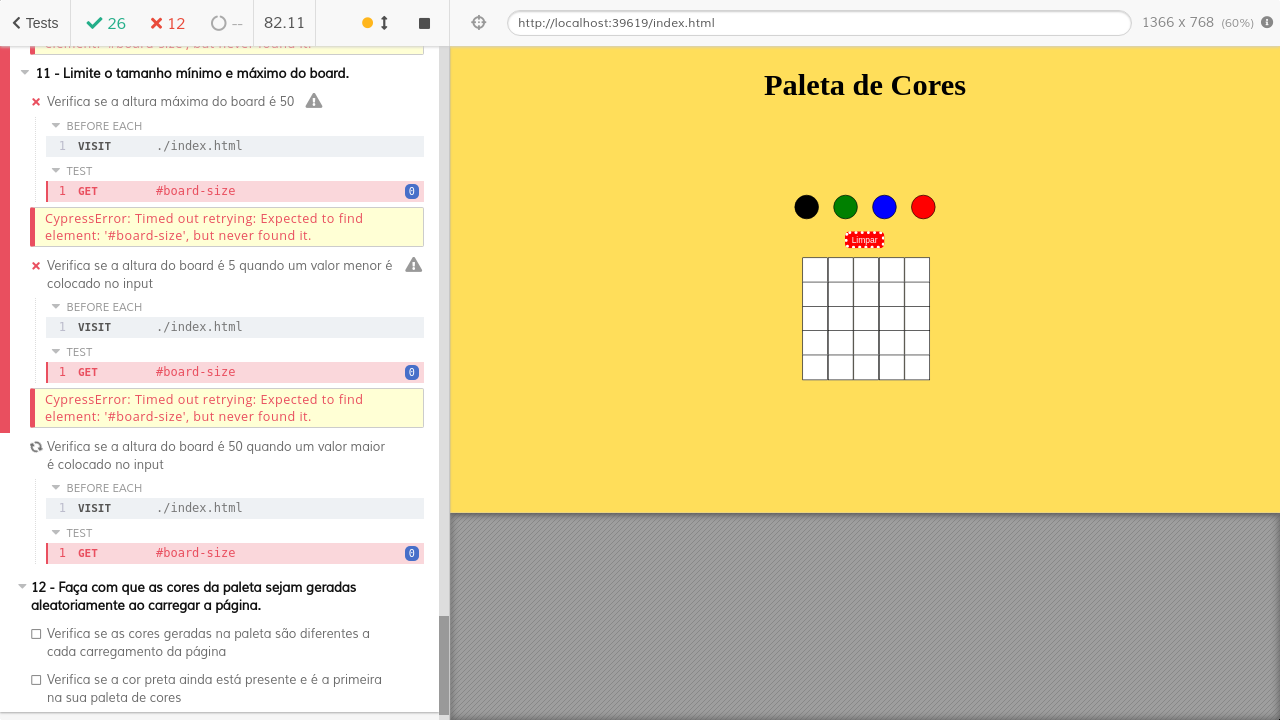 Tests
26
12
--
82.11
http://localhost:39619/index.html
1366 x 768 (60%)
element: '#board-size', but never found it.
11 - Limite o tamanho mínimo e máximo do board.
Verifica se a altura máxima do board é 50
BEFORE EACH
1 VISIT ./index.html
TEST
1 GET #board-size 0
CypressError: Timed out retrying: Expected to find
element: '#board-size', but never found it.
Verifica se a altura do board é 5 quando um valor menor é
colocado no input
BEFORE EACH
1 VISIT ./index.html
TEST
1 GET #board-size 0
CypressError: Timed out retrying: Expected to find
element: '#board-size', but never found it.
Verifica se a altura do board é 50 quando um valor maior
é colocado no input
BEFORE EACH
1 VISIT ./index.html
TEST
1 GET #board-size 0
12 - Faça com que as cores da paleta sejam geradas
aleatoriamente ao carregar a página.
Verifica se as cores geradas na paleta são diferentes a
cada carregamento da página
Verifica se a cor preta ainda está presente e é a primeira
na sua paleta de cores
Paleta de Cores
Limpar